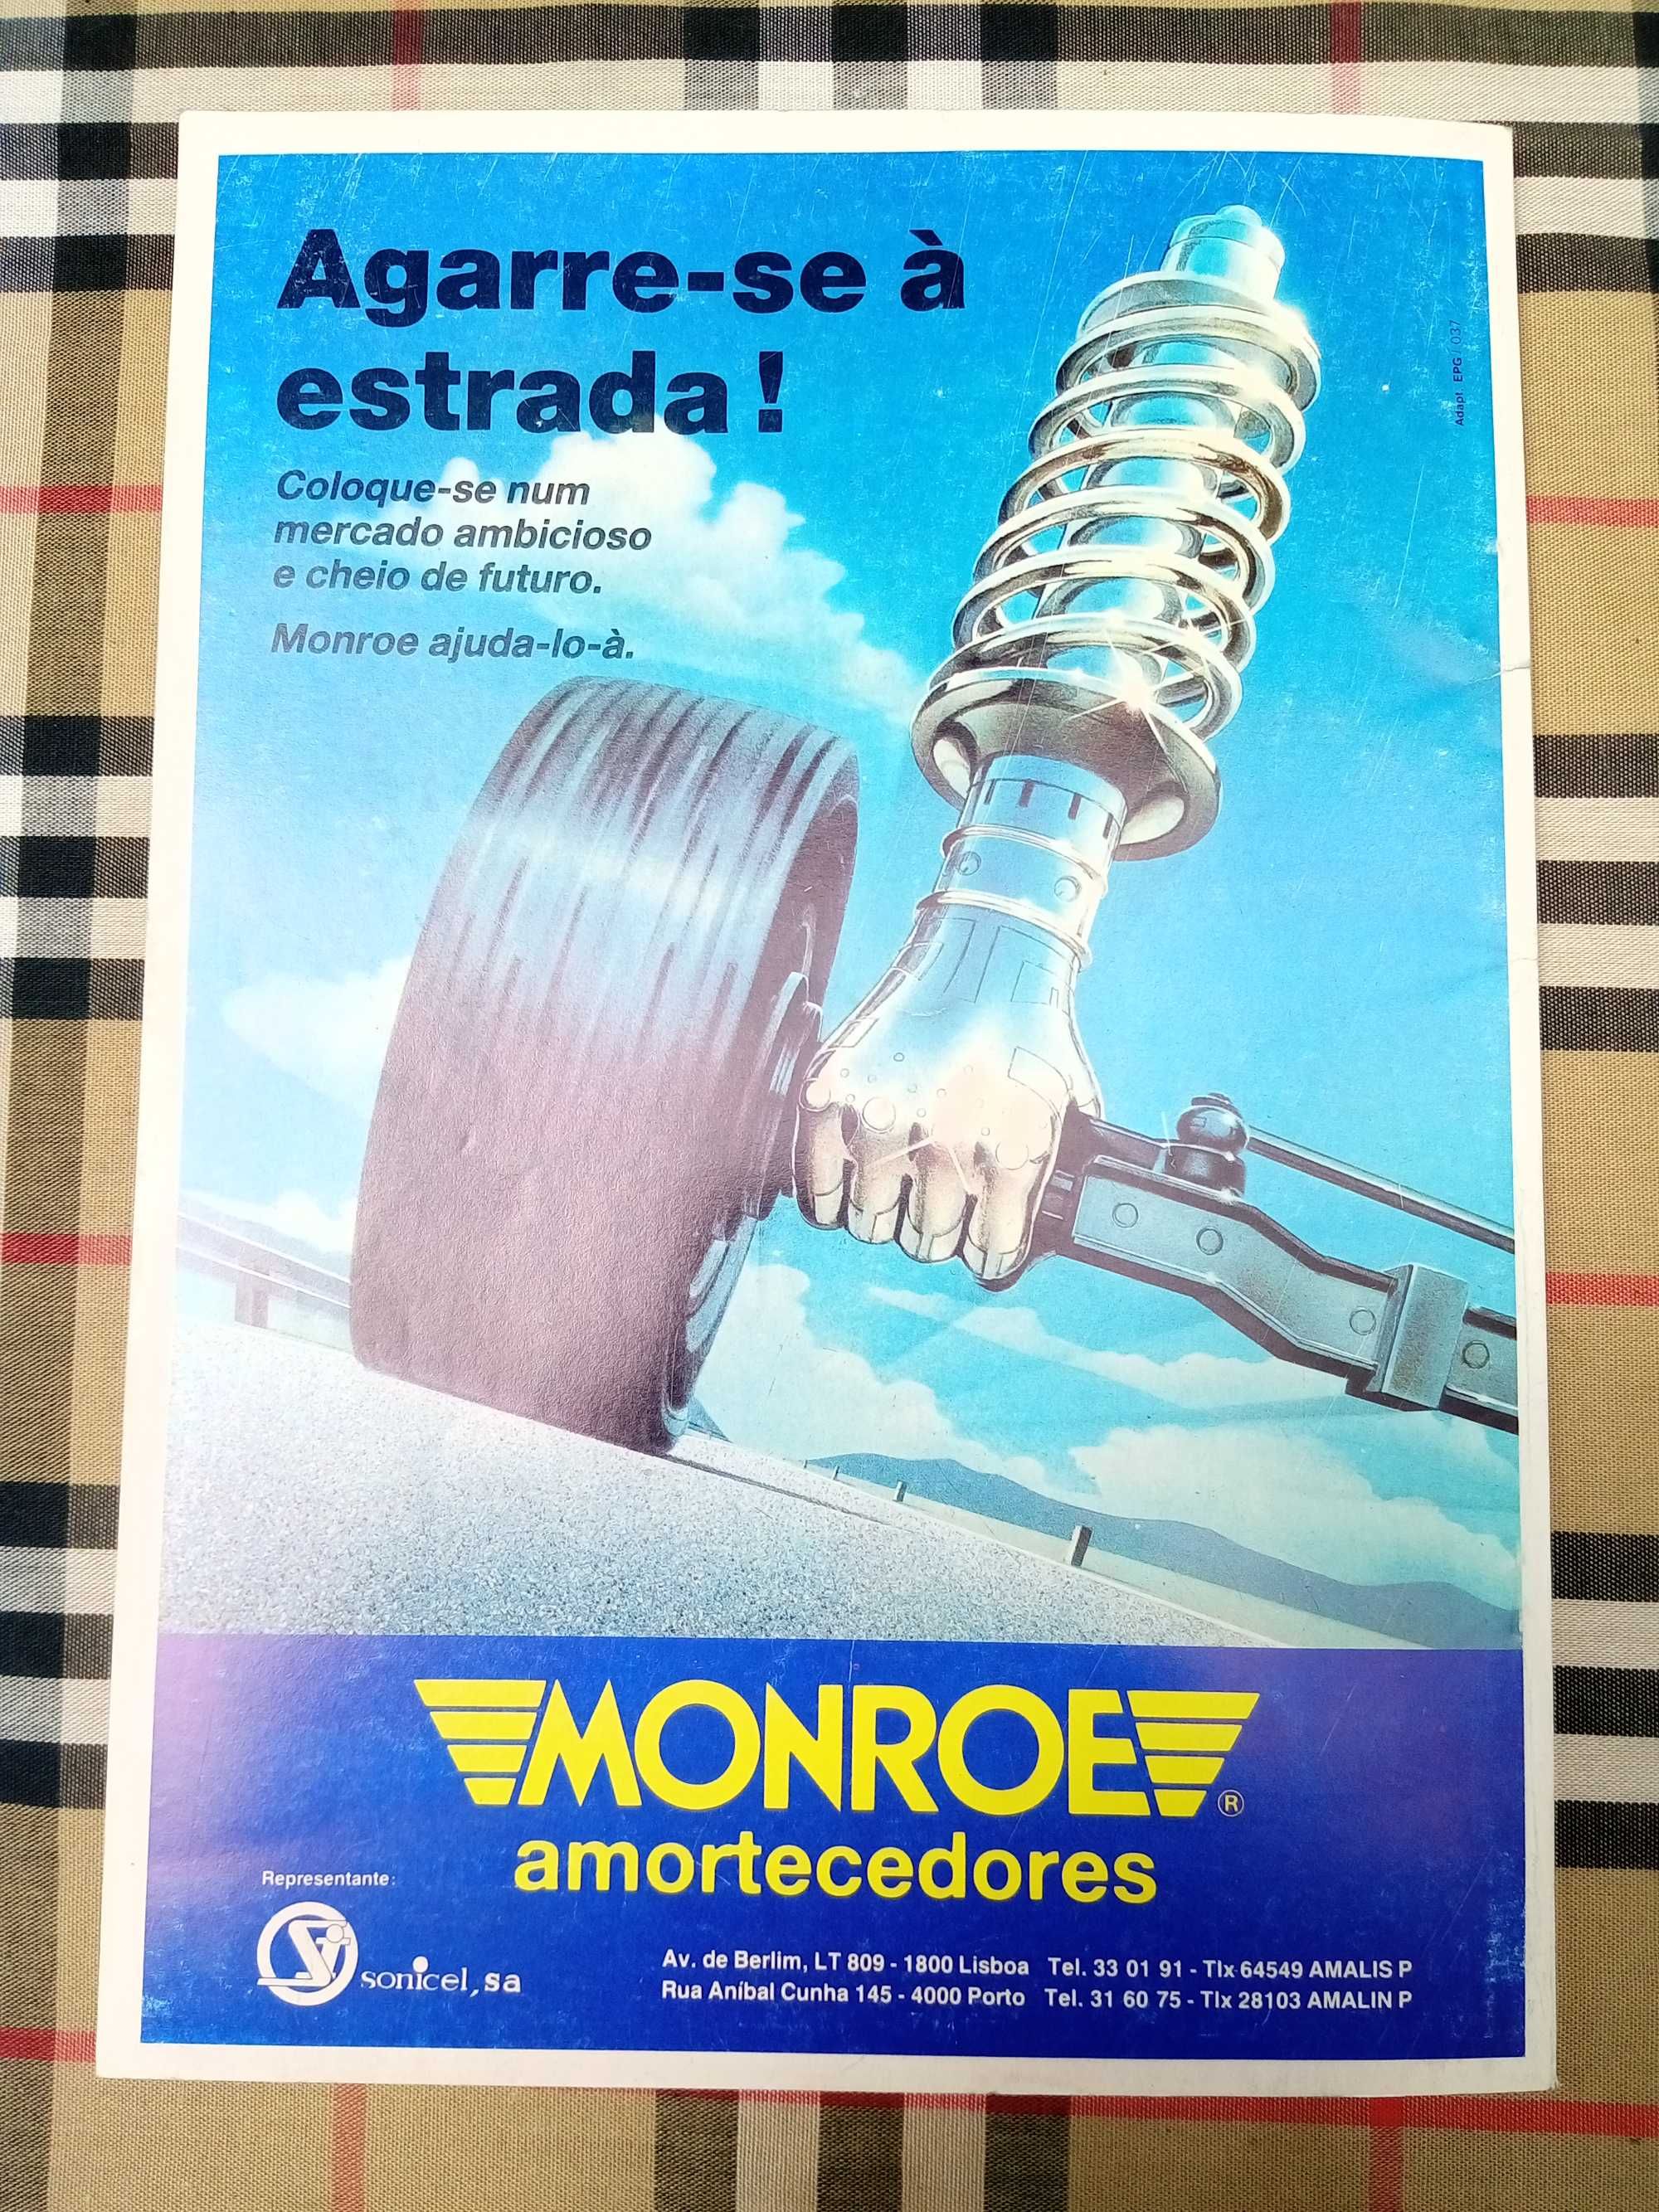 Agarre-se à
estrada !
Coloque-se num
mercado ambicioso
e cheio de futuro.
Monroe ajuda-lo-à.
Adapt. EPG / 037
MONROE®
amortecedores
Representante:
sonicel, sa
Av. de Berlim, LT 809 - 1800 Lisboa Tel. 33 01 91 - Tlx 64549 AMALIS P
Rua Aníbal Cunha 145 - 4000 Porto Tel. 31 60 75 - Tlx 28103 AMALIN P